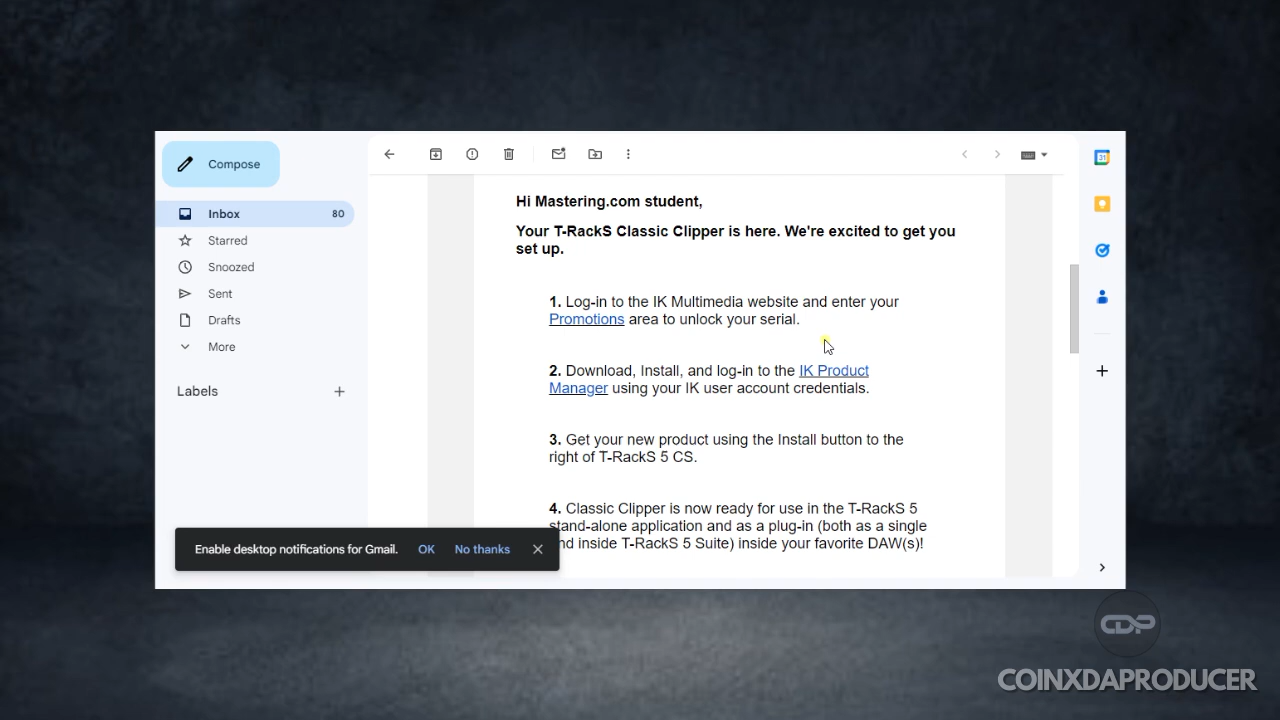 Compose
Inbox 80
Starred
Snoozed
Sent
Drafts
More
Labels
Hi Mastering.com student,
Your T-RackS Classic Clipper is here. We're excited to get you
set up.
1. Log-in to the IK Multimedia website and enter your
Promotions area to unlock your serial.
2. Download, Install, and log-in to the IK Product
Manager using your IK user account credentials.
3. Get your new product using the Install button to the
right of T-RackS 5 CS.
4. Classic Clipper is now ready for use in the T-RackS 5
stand-alone application and as a plug-in (both as a single
nd inside T-RackS 5 Suite) inside your favorite DAW(s)!
Enable desktop notifications for Gmail. OK No thanks
31
CDP
COINXDAPRODUCER